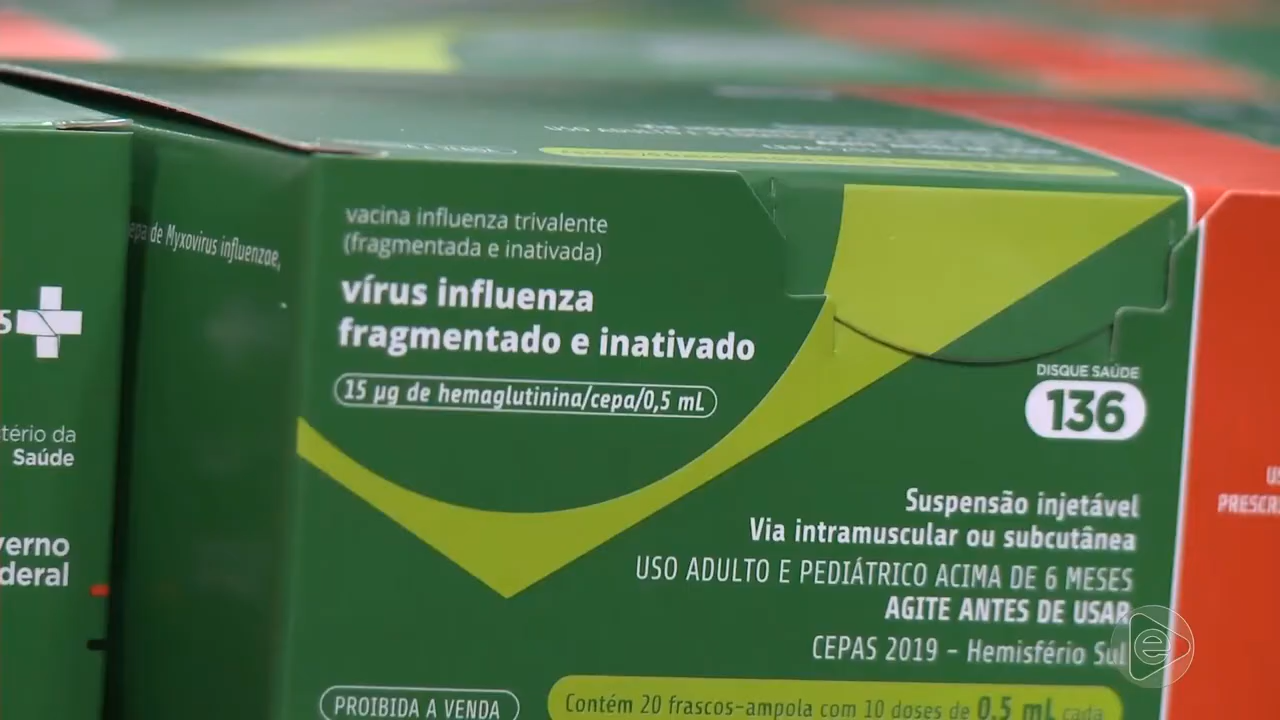 vacina influenza trivalente
(fragmentada e inativada)
vírus influenza
fragmentado e inativado
15 µg de hemaglutinina/cepa/0,5 mL
DISQUE SAÚDE
136
Suspensão injetável
Via intramuscular ou subcutânea
USO ADULTO E PEDIÁTRICO ACIMA DE 6 MESES
AGITE ANTES DE USAR
CEPAS 2019 - Hemisfério Sul
PROIBIDA A VENDA
Contém 20 frascos-ampola com 10 doses de 0,5 mL cada
de Myxovirus influenzae,
tério da
Saúde
verno
deral
PRESCR
e